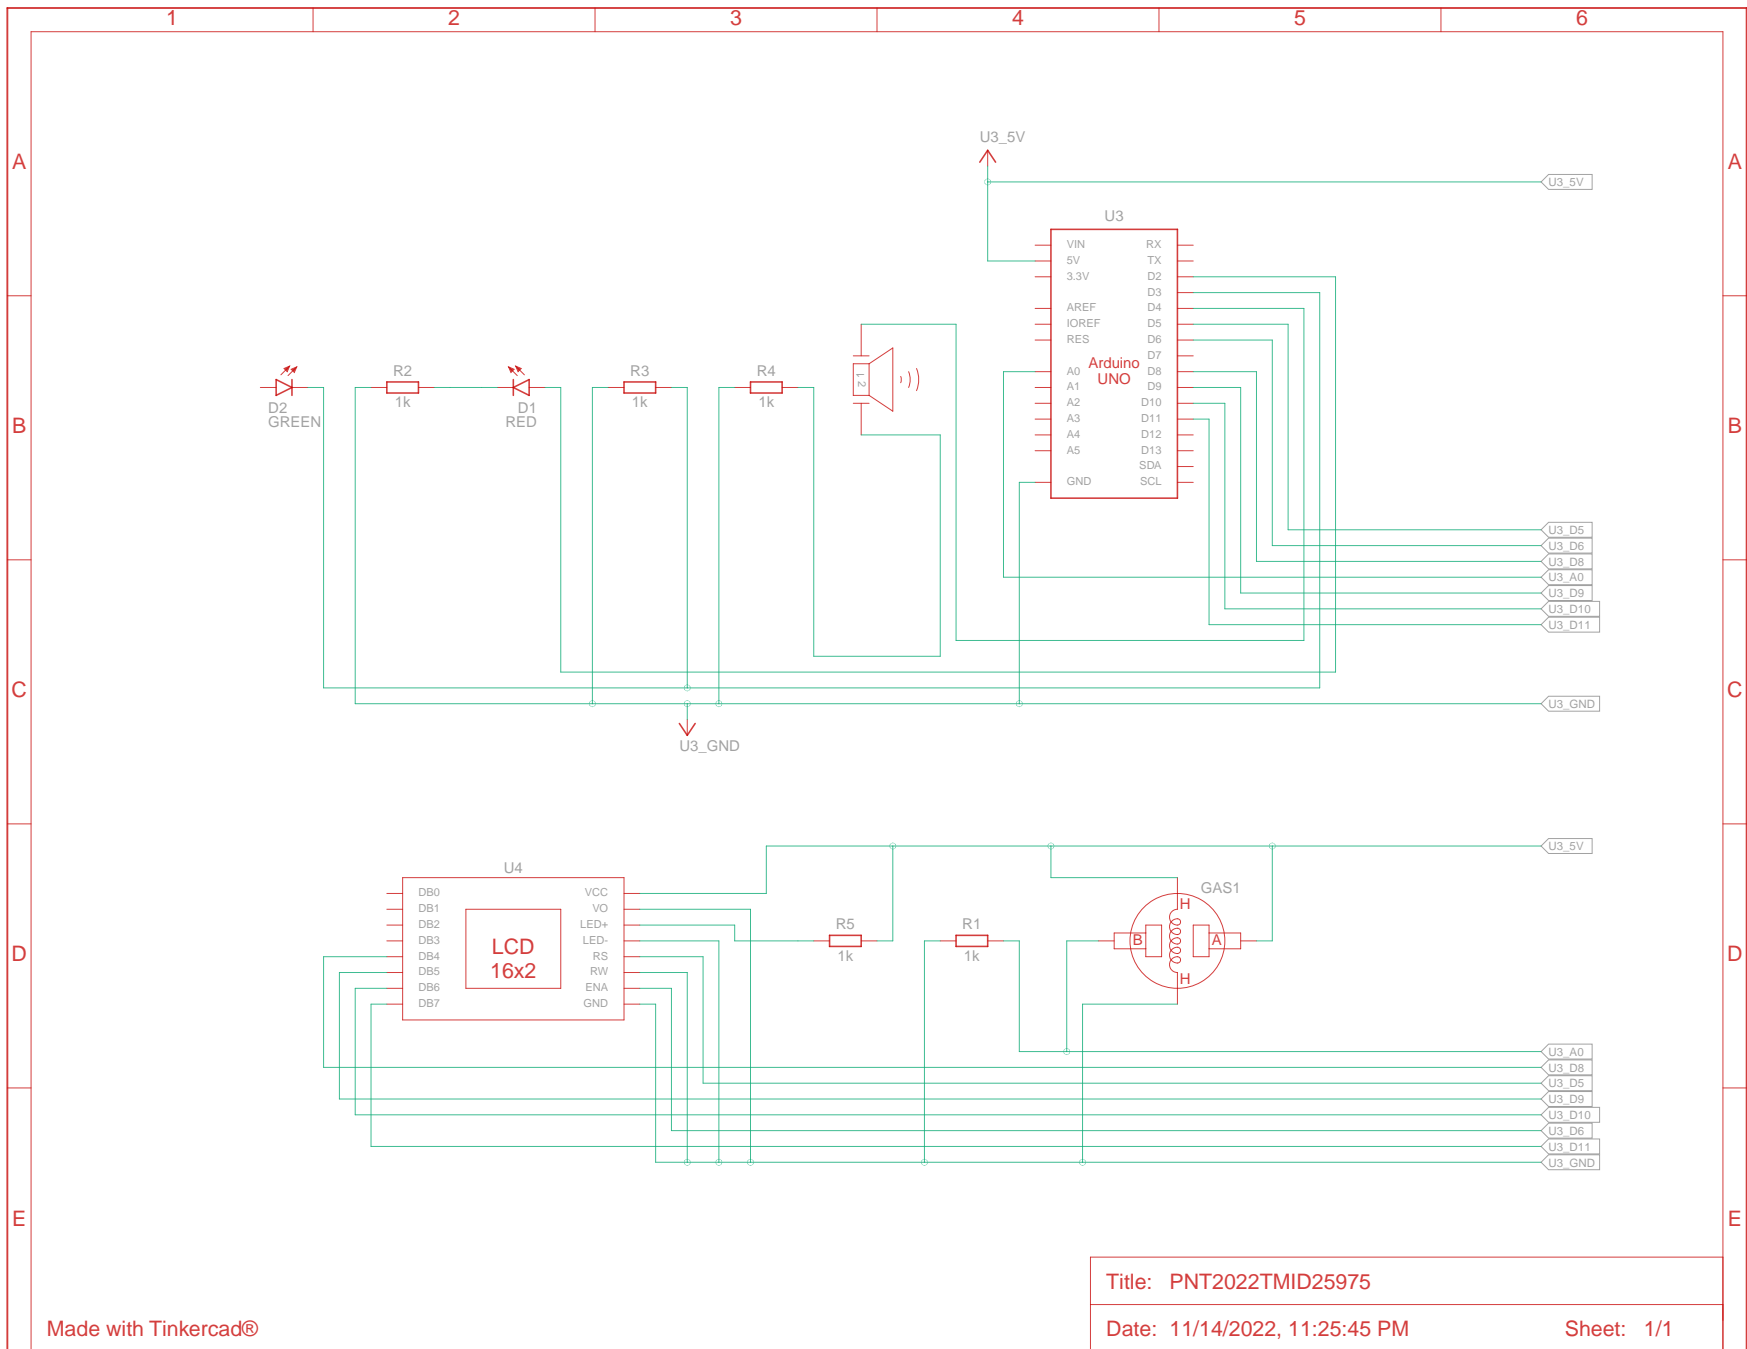 1 2 3 4 5 6
A A
B B
C C
D D
E E
U3_5V
U3_5V
U3
VIN RX
5V TX
3.3V D2
D3
AREF D4
IOREF D5
RES D6
D7
Arduino
UNO
A0 D8
A1 D9
A2 D10
A3 D11
A4 D12
A5 D13
SDA
GND SCL
D2
GREEN
R2
1k
D1
RED
R3
1k
R4
1k
1
2
U3_D5
U3_D6
U3_D8
U3_A0
U3_D9
U3_D10
U3_D11
U3_GND
U3_GND
U3_5V
U4
DB0 VCC
DB1 VO
DB2 LED+
DB3 LED-
DB4 RS
DB5 RW
DB6 ENA
DB7 GND
LCD
16x2
R5
1k
R1
1k
GAS1
H
B A
H
U3_A0
U3_D8
U3_D5
U3_D9
U3_D10
U3_D6
U3_D11
U3_GND
Title: PNT2022TMID25975
Made with Tinkercad®
Date: 11/14/2022, 11:25:45 PM Sheet: 1/1